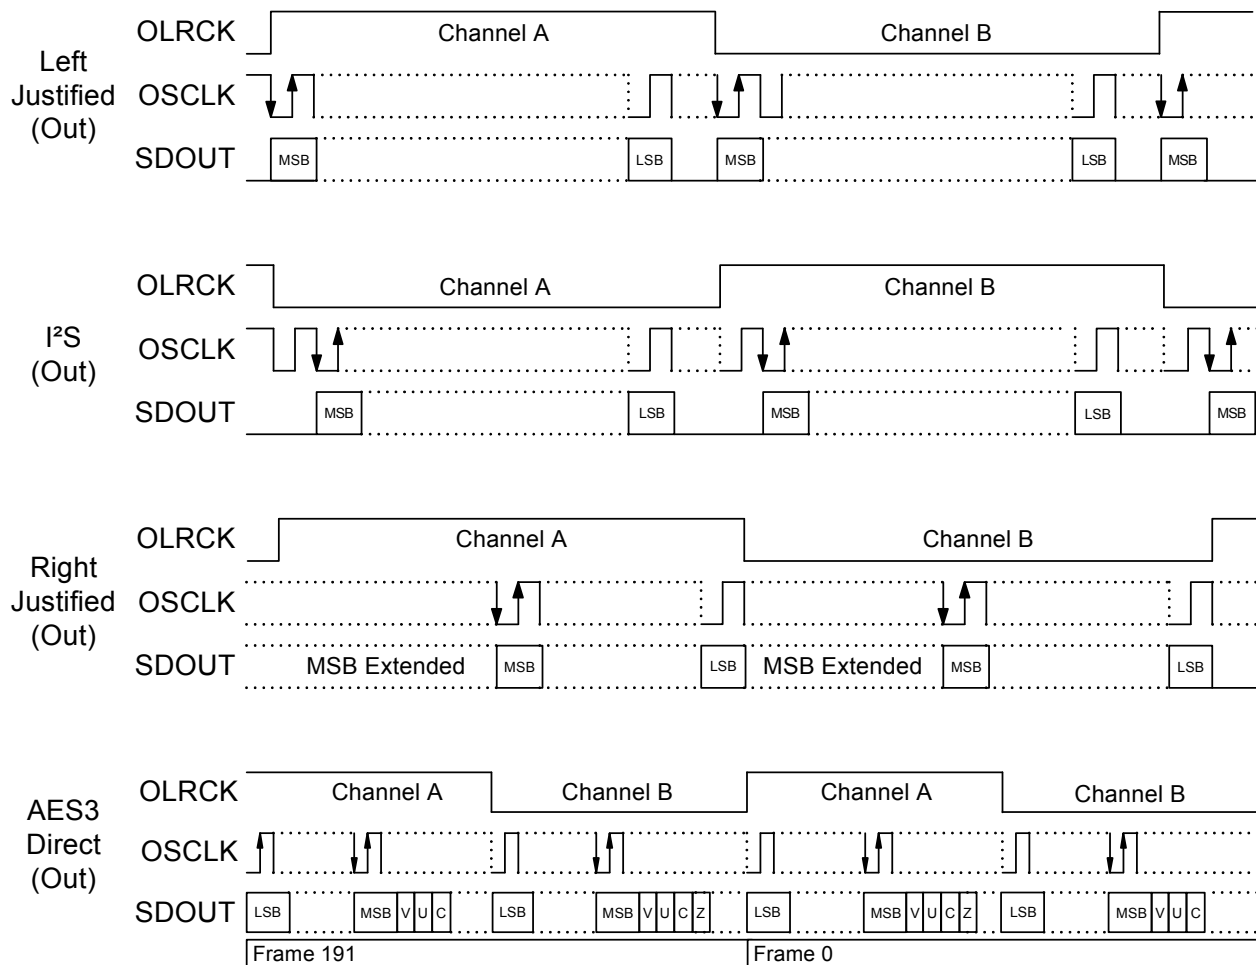 OLRCK Channel A Channel B
Left
Justified
(Out)
OSCLK
SDOUT MSB LSB MSB LSB MSB
OLRCK Channel A Channel B
I²S
(Out)
OSCLK
SDOUT MSB LSB MSB LSB MSB
OLRCK Channel A Channel B
Right
Justified
(Out)
OSCLK
SDOUT MSB Extended MSB LSB MSB Extended MSB LSB
OLRCK Channel A Channel B Channel A Channel B
AES3
Direct
(Out)
OSCLK
SDOUT LSB MSB V U C LSB MSB V U C Z LSB MSB V U C Z LSB MSB V U C
Frame 191 Frame 0